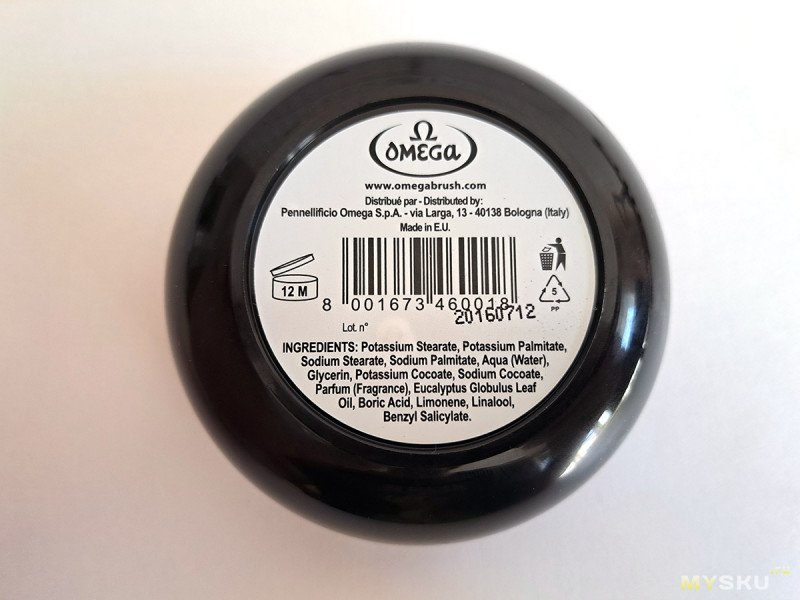 Ω
OMEGA
www.omegabrush.com
Distribué par - Distributed by:
Pennellificio Omega S.p.A. - via Larga, 13 - 40138 Bologna (Italy)
Made in E.U.
12 M
8 001673 460018
5
PP
Lot. n°
20160712
INGREDIENTS: Potassium Stearate, Potassium Palmitate,
Sodium Stearate, Sodium Palmitate, Aqua (Water),
Glycerin, Potassium Cocoate, Sodium Cocoate,
Parfum (Fragrance), Eucalyptus Globulus Leaf
Oil, Boric Acid, Limonene, Linalool,
Benzyl Salicylate.
MYSKU.ru